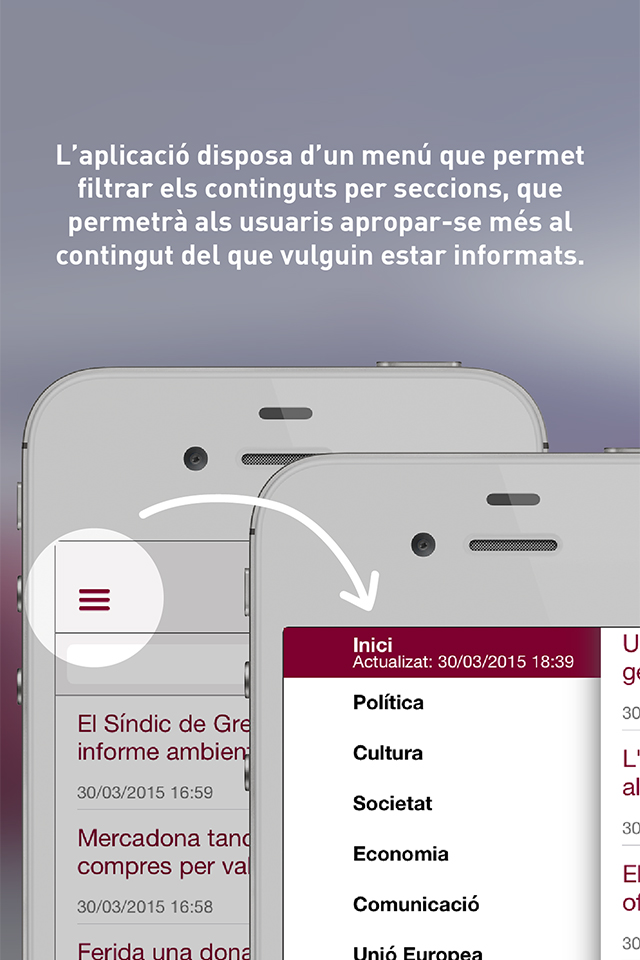 L'aplicació disposa d'un menú que permet
filtrar els continguts per seccions, que
permetrà als usuaris apropar-se més al
contingut del que vulguin estar informats.
El Síndic de Gre
informe ambien
30/03/2015 16:59
Mercadona tanc
compres per val
30/03/2015 16:58
Ferida una dona
Inici
Actualizat: 30/03/2015 18:39
Política
Cultura
Societat
Economia
Comunicació
Unió Europea
U
ge
30
L'
al
30
El
of
30